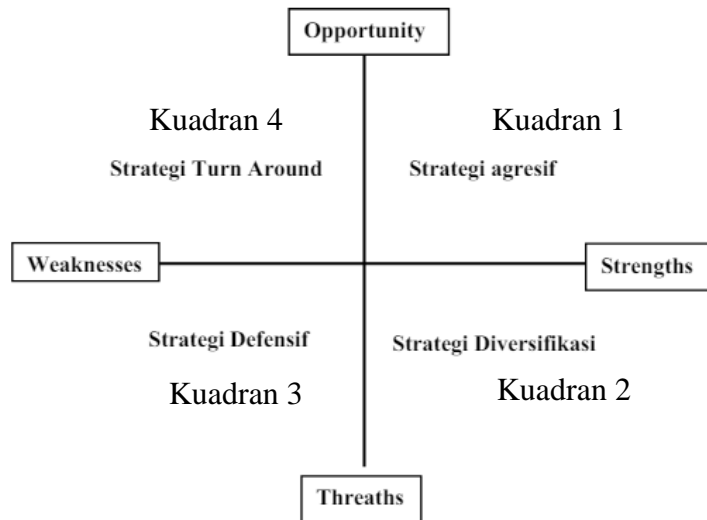 Opportunity
Kuadran 4
Kuadran 1
Strategi Turn Around
Strategi agresif
Weaknesses
Strengths
Strategi Defensif
Strategi Diversifikasi
Kuadran 3
Kuadran 2
Threaths